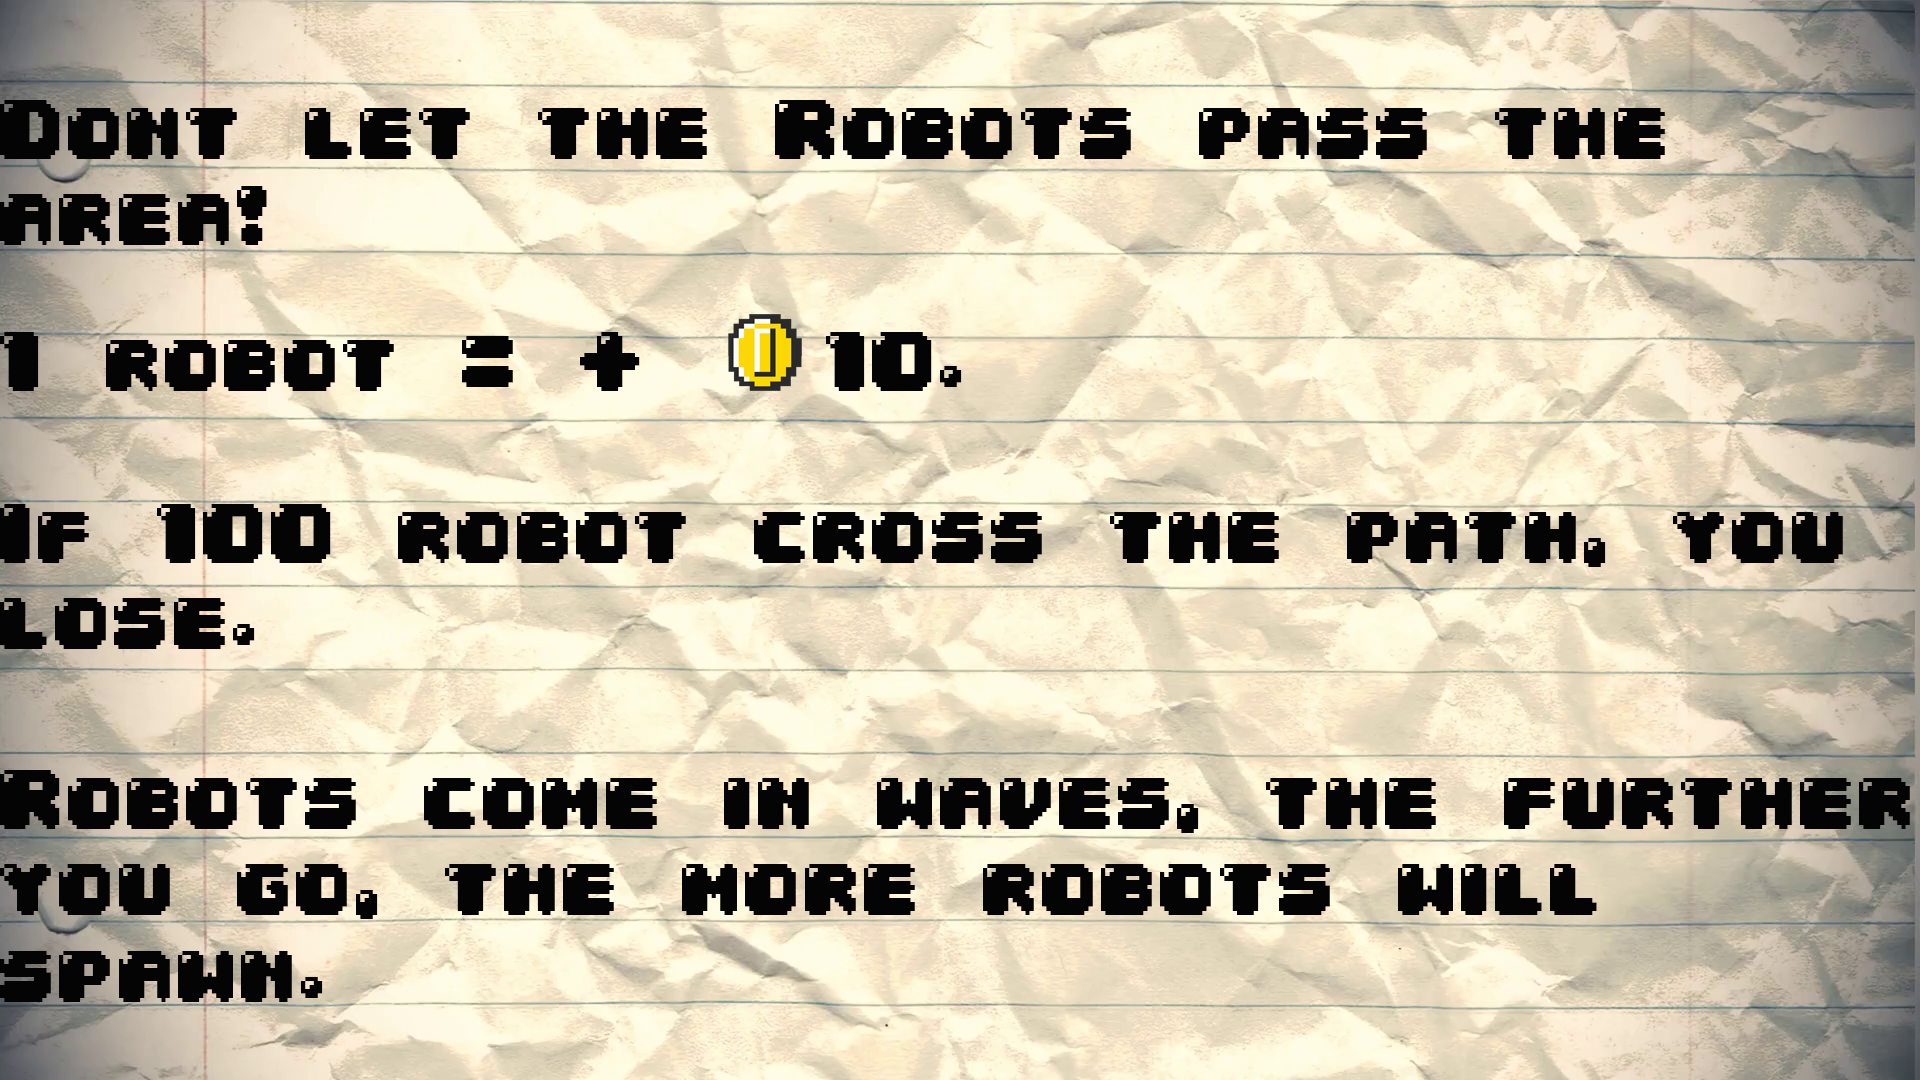 Dont let the Robots pass the
area!
1 robot = + 10.
If 100 robot cross the path, you
lose.
Robots come in waves, the further
you go, the more robots will
spawn.